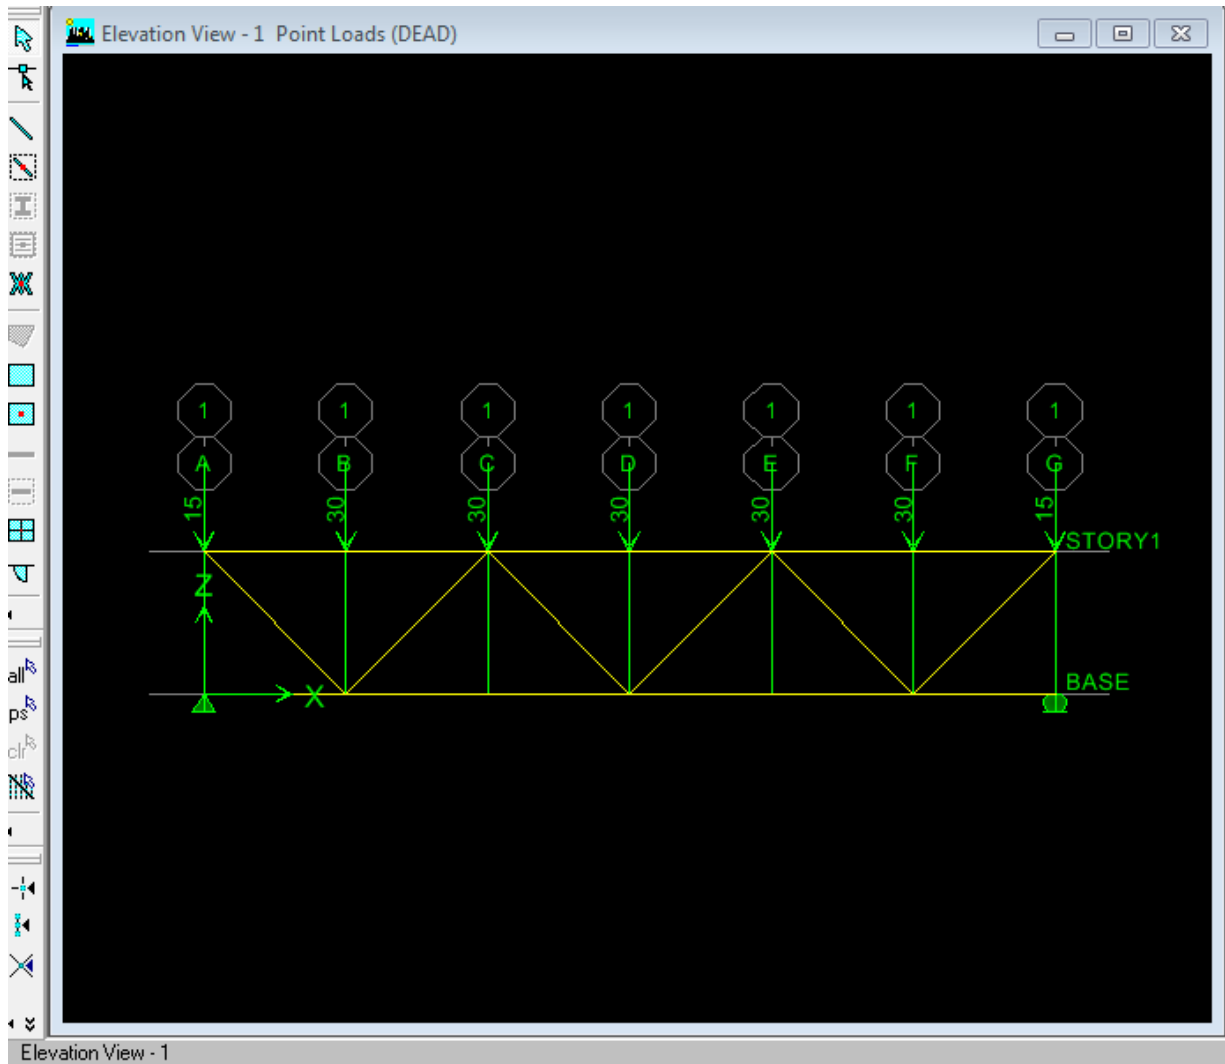 Elevation View - 1 Point Loads (DEAD)
1 1 1 1 1 1 1
A B C D E F G
15 30 30 30 30 30 15
STORY1
Z
all
ps
BASE
X
clr
Elevation View - 1